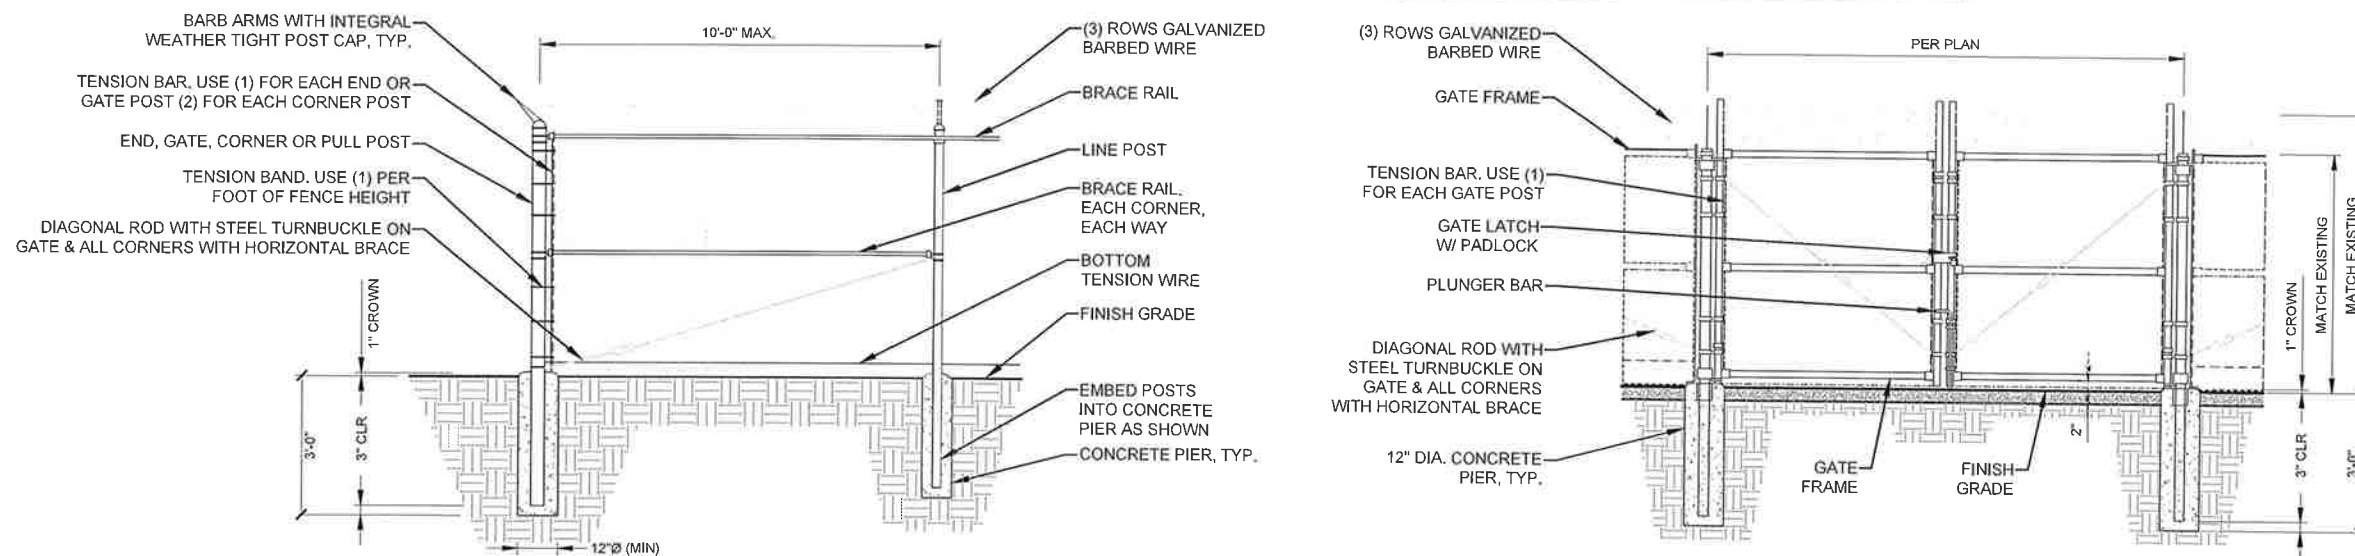 BARB ARMS WITH INTEGRAL
WEATHER TIGHT POST CAP, TYP.
TENSION BAR. USE (1) FOR EACH END OR
GATE POST (2) FOR EACH CORNER POST
END, GATE, CORNER OR PULL POST
TENSION BAND. USE (1) PER
FOOT OF FENCE HEIGHT
DIAGONAL ROD WITH STEEL TURNBUCKLE ON
GATE & ALL CORNERS WITH HORIZONTAL BRACE
1" CROWN
3'-0"
3" CLR
12"Ø (MIN)
10'-0" MAX.
(3) ROWS GALVANIZED
BARBED WIRE
BRACE RAIL
LINE POST
BRACE RAIL.
EACH CORNER,
EACH WAY
BOTTOM
TENSION WIRE
FINISH GRADE
EMBED POSTS
INTO CONCRETE
PIER AS SHOWN
CONCRETE PIER, TYP.
(3) ROWS GALVANIZED
BARBED WIRE
GATE FRAME
TENSION BAR. USE (1)
FOR EACH GATE POST
GATE LATCH
W/ PADLOCK
PLUNGER BAR
DIAGONAL ROD WITH
STEEL TURNBUCKLE ON
GATE & ALL CORNERS
WITH HORIZONTAL BRACE
12" DIA. CONCRETE
PIER, TYP.
PER PLAN
GATE
FRAME
FINISH
GRADE
2"
1" CROWN
MATCH EXISTING
MATCH EXISTING
3" CLR
3'-0"